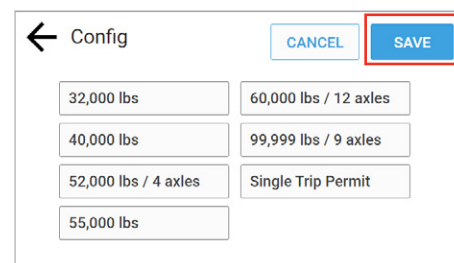 Config
CANCEL
SAVE
32,000 lbs
60,000 lbs / 12 axles
40,000 lbs
99,999 lbs / 9 axles
52,000 lbs / 4 axles
Single Trip Permit
55,000 lbs